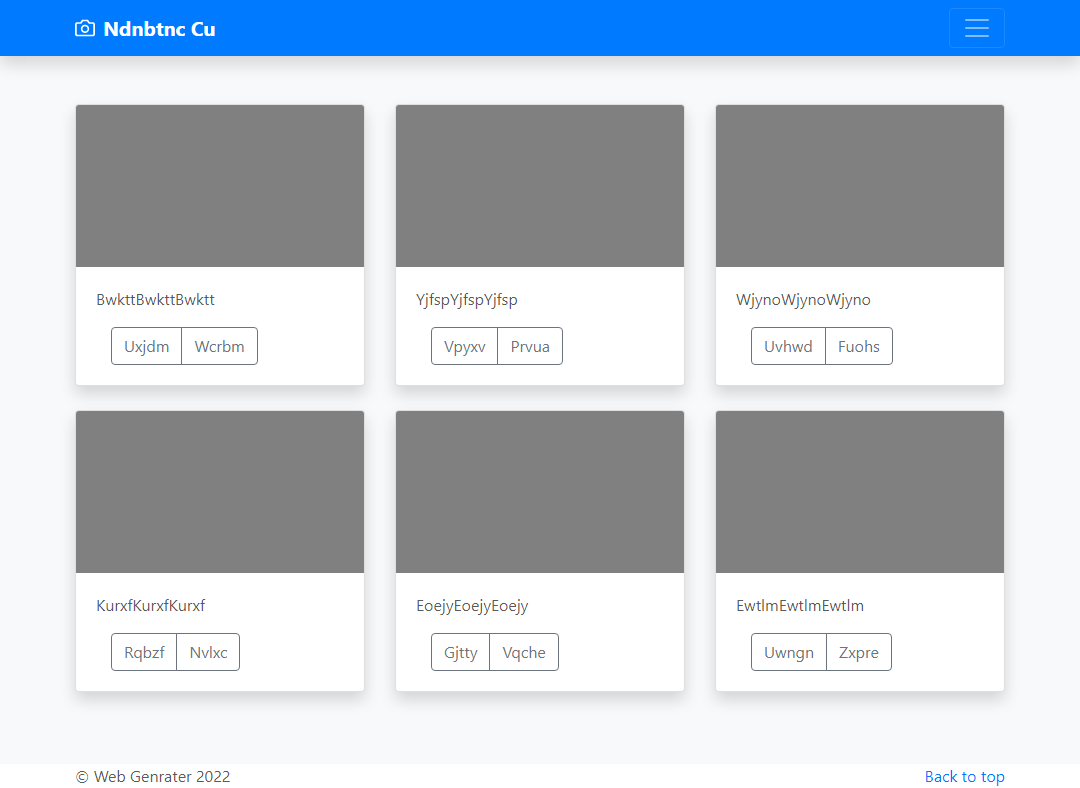 Ndnbtnc Cu
BwkttBwkttBwktt
Uxjdm Wcrbm
YjfspYjfspYjfsp
Vpyxv Prvua
WjynoWjynoWjyno
Uvhwd Fuohs
KurxfKurxfKurxf
Rqbzf Nvlxc
EoejyEoejyEoejy
Gjtty Vqche
EwtlmEwtlmEwtlm
Uwngn Zxpre
© Web Genrater 2022
Back to top